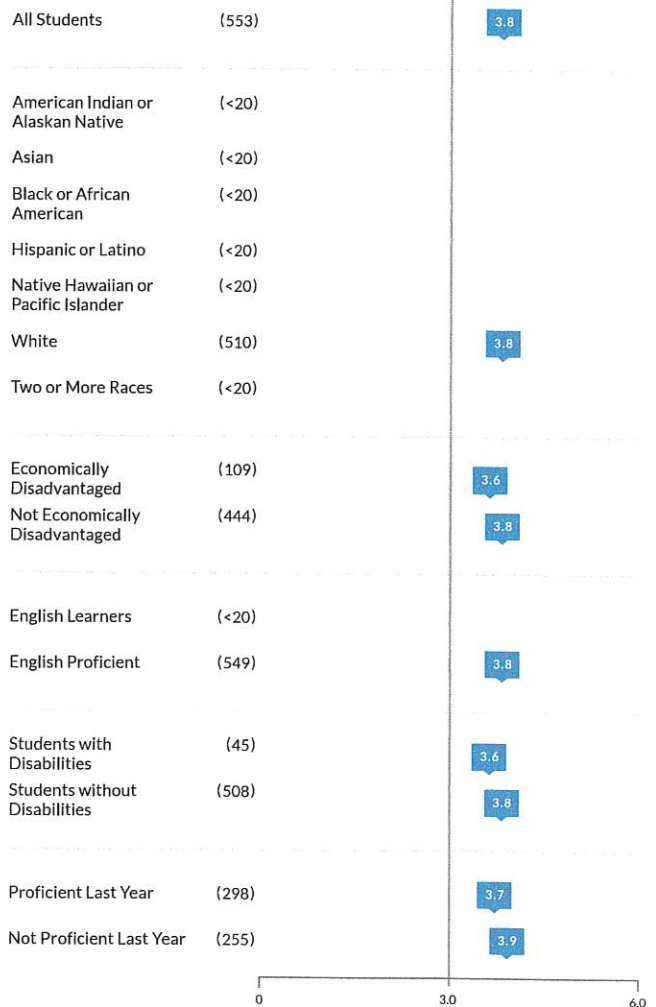 All Students (553) 3.8
American Indian or
Alaskan Native (<20)
Asian (<20)
Black or African
American (<20)
Hispanic or Latino (<20)
Native Hawaiian or
Pacific Islander (<20)
White (510) 3.8
Two or More Races (<20)
Economically
Disadvantaged (109) 3.6
Not Economically
Disadvantaged (444) 3.8
English Learners (<20)
English Proficient (549) 3.8
Students with
Disabilities (45) 3.6
Students without
Disabilities (508) 3.8
Proficient Last Year (298) 3.7
Not Proficient Last Year (255) 3.9
0 3.0 6.0